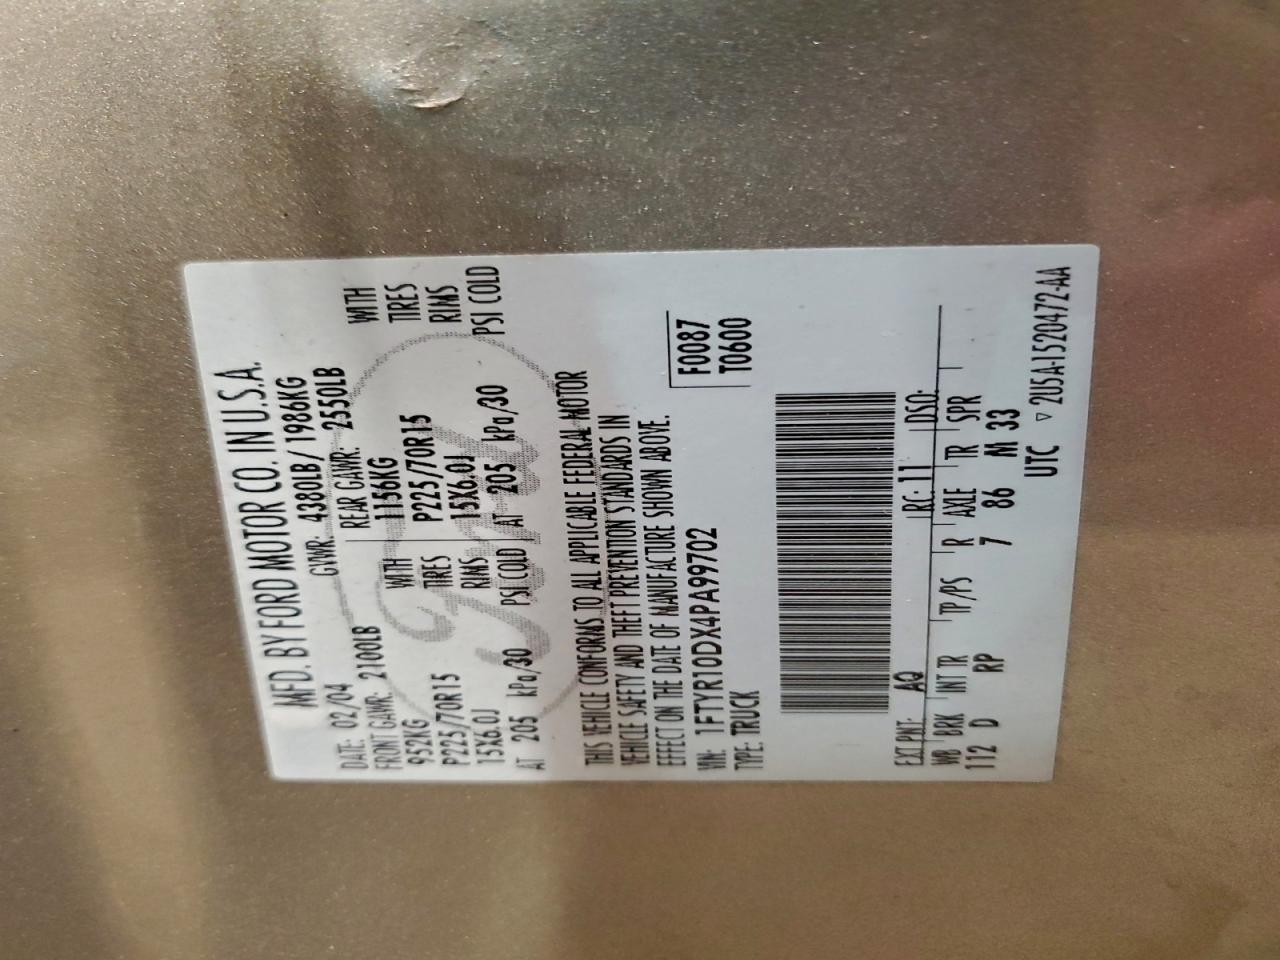 MFD. BY FORD MOTOR CO. IN U.S.A.
DATE: 02/04 GVWR: 4380LB/ 1986KG
FRONT GAWR: 2100LB REAR GAWR: 2550LB
952KG WITH 1156KG WITH
P225/70R15 TIRES P225/70R15 TIRES
15X6.0J RIMS 15X6.0J RIMS
AT 205 kPa/30 PSI COLD AT 205 kPa/30 PSI COLD
THIS VEHICLE CONFORMS TO ALL APPLICABLE FEDERAL MOTOR
VEHICLE SAFETY AND THEFT PREVENTION STANDARDS IN
EFFECT ON THE DATE OF MANUFACTURE SHOWN ABOVE.
VIN: 1FTYR10DX4PA99702 F0087
TYPE: TRUCK T0600
EXT PNT: AQ RC: 11 DSO:
WB BRK INT TR TP/PS R AXLE TR SPR
112 D RP 7 86 M 33
UTC
▽ 2U5A-1520472-AA
Ford